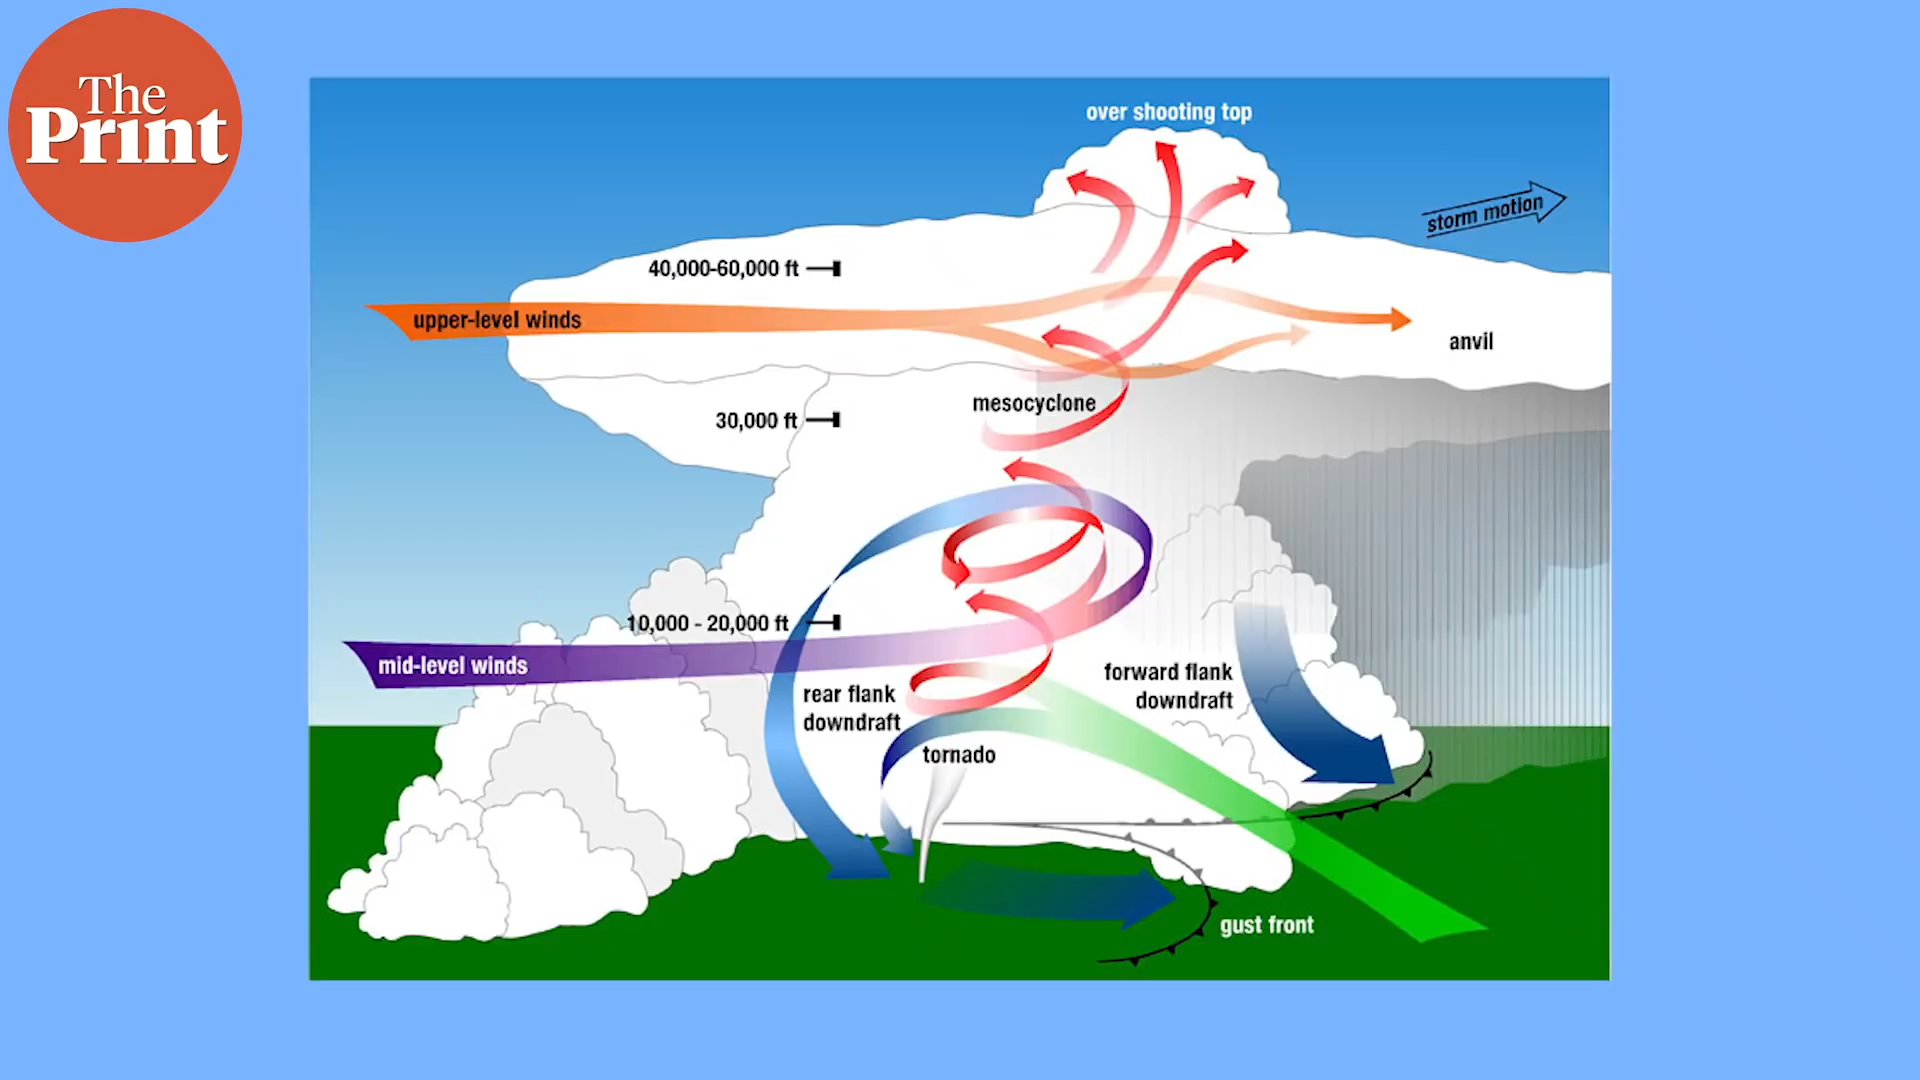 The
Print
over shooting top
storm motion
40,000-60,000 ft
upper-level winds
anvil
mesocyclone
30,000 ft
10,000 - 20,000 ft
mid-level winds
rear flank
downdraft
forward flank
downdraft
tornado
gust front